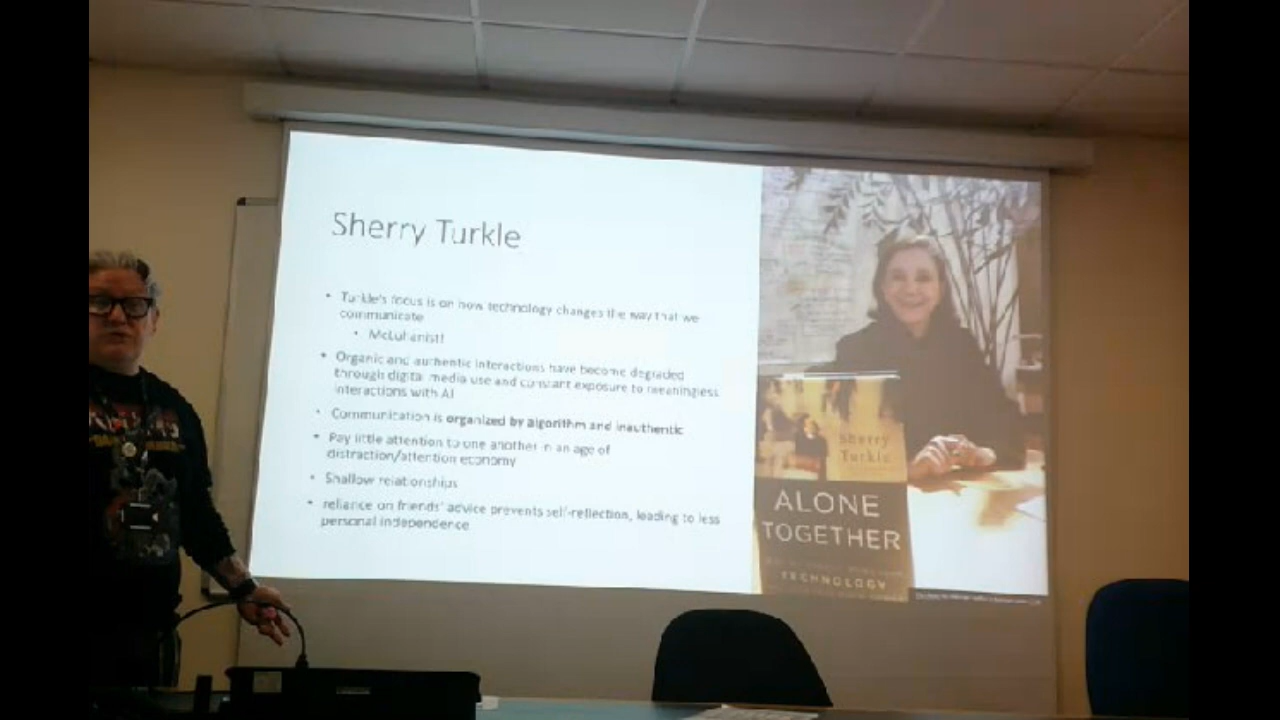 Sherry Turkle
• Turkle's focus is on how technology changes the way that we
communicate
• McLuhanist!
• Organic and authentic interactions have become degraded
through digital media use and constant exposure to meaningless
interactions with AI
• Communication is organized by algorithm and inauthentic
• Pay little attention to one another in an age of
distraction/attention economy
• Shallow relationships
• reliance on friends' advice prevents self-reflection, leading to less
personal independence
Sherry
Turkle
ALONE
TOGETHER
TECHNOLOGY